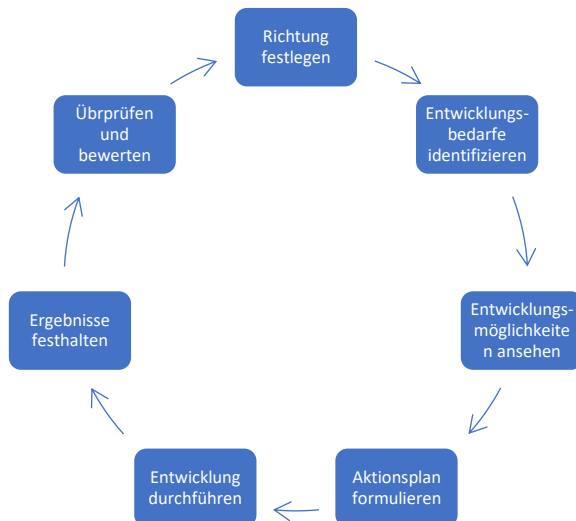 Richtung
festlegen
Entwicklungs-
bedarfe
identifizieren
Entwicklungs-
möglichkeite
n ansehen
Aktionsplan
formulieren
Entwicklung
durchführen
Ergebnisse
festhalten
Übrprüfen
und
bewerten